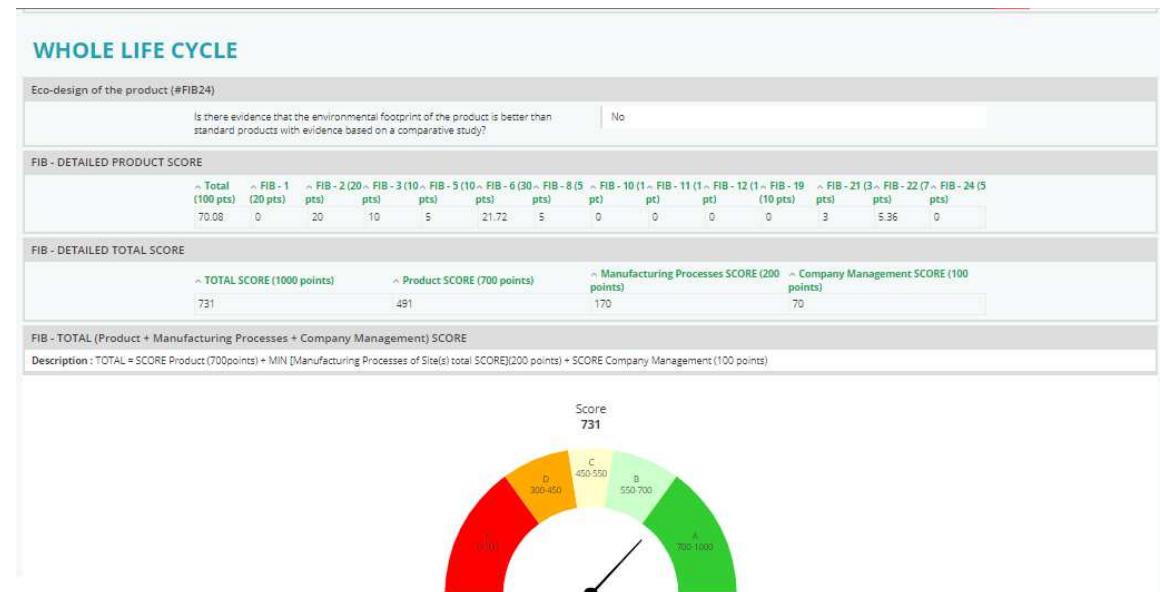 WHOLE LIFE CYCLE
Eco-design of the product (#FIB24)
Is there evidence that the environmental footprint of the product is better than
standard products with evidence based on a comparative study?
No
FIB - DETAILED PRODUCT SCORE
Total FIB - 1 FIB - 2 (20 FIB - 3 (10 FIB - 5 (10 FIB - 6 (30 FIB - 8 (5 FIB - 10 (1 FIB - 11 (1 FIB - 12 (1 FIB - 19 FIB - 21 (3 FIB - 22 (7 FIB - 24 (5
(100 pts) (20 pts) pts) pts) pts) pts) pts) pt) pt) pt) (10 pts) pts) pts) pts)
70.08 0 20 10 5 21.72 5 0 0 0 0 3 5.36 0
FIB - DETAILED TOTAL SCORE
TOTAL SCORE (1000 points) Product SCORE (700 points) Manufacturing Processes SCORE (200 Company Management SCORE (100
points) points)
731 491 170 70
FIB - TOTAL (Product + Manufacturing Processes + Company Management) SCORE
Description : TOTAL = SCORE Product (700points) + MIN [Manufacturing Processes of Site(s) total SCORE](200 points) + SCORE Company Management (100 points)
Score
731
C
450-550
D
300-450
B
550-700
A
700-1000